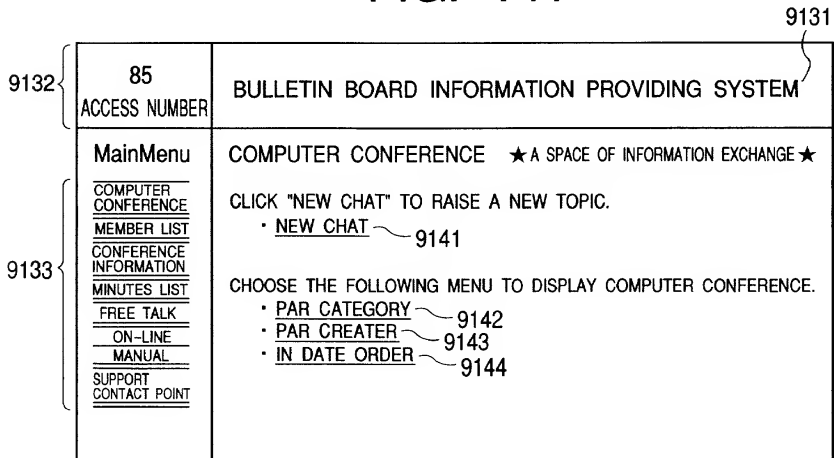 9131
9132
85
ACCESS NUMBER
BULLETIN BOARD INFORMATION PROVIDING SYSTEM
MainMenu
COMPUTER CONFERENCE ★A SPACE OF INFORMATION EXCHANGE★
9133
COMPUTER
CONFERENCE
MEMBER LIST
CONFERENCE
INFORMATION
MINUTES LIST
FREE TALK
ON-LINE
MANUAL
SUPPORT
CONTACT POINT
CLICK "NEW CHAT" TO RAISE A NEW TOPIC.
· NEW CHAT 9141
CHOOSE THE FOLLOWING MENU TO DISPLAY COMPUTER CONFERENCE.
· PAR CATEGORY 9142
· PAR CREATER 9143
· IN DATE ORDER 9144